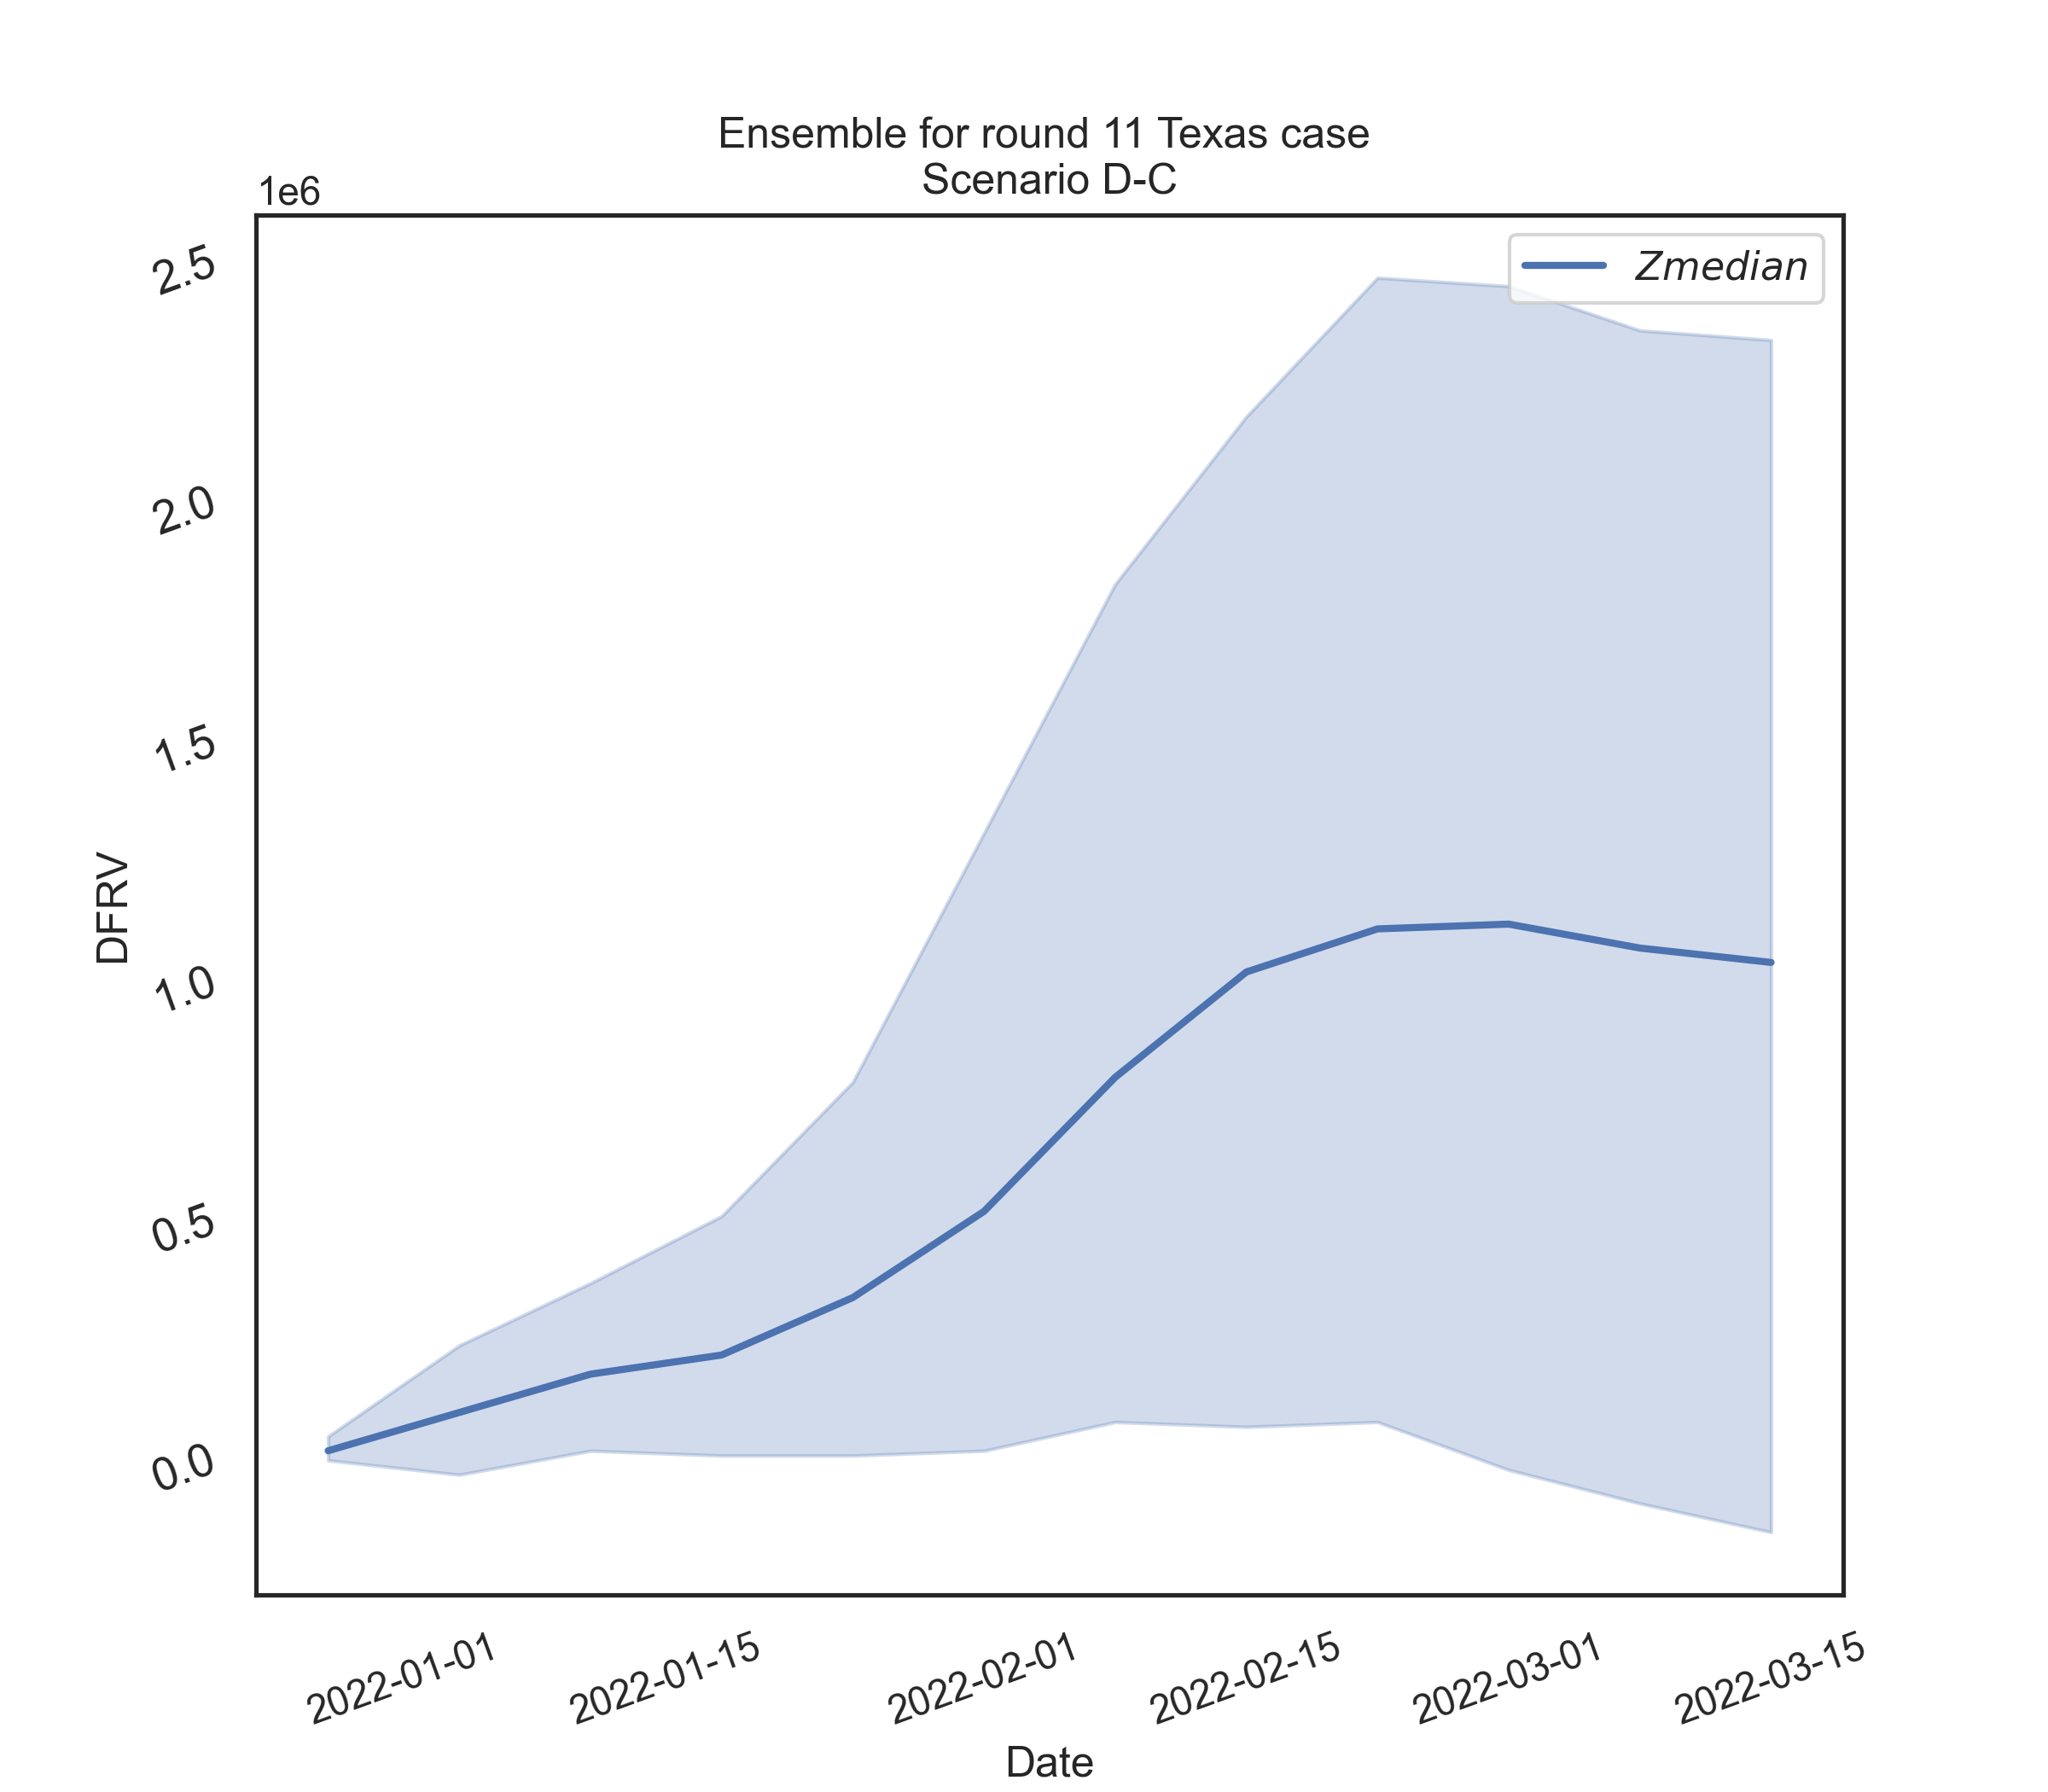 Ensemble for round 11 Texas case
Scenario D-C
1e6
Zmedian
2.5
2.0
1.5
1.0
0.5
0.0
DFRV
2022-01-01
2022-01-15
2022-02-01
2022-02-15
2022-03-01
2022-03-15
Date